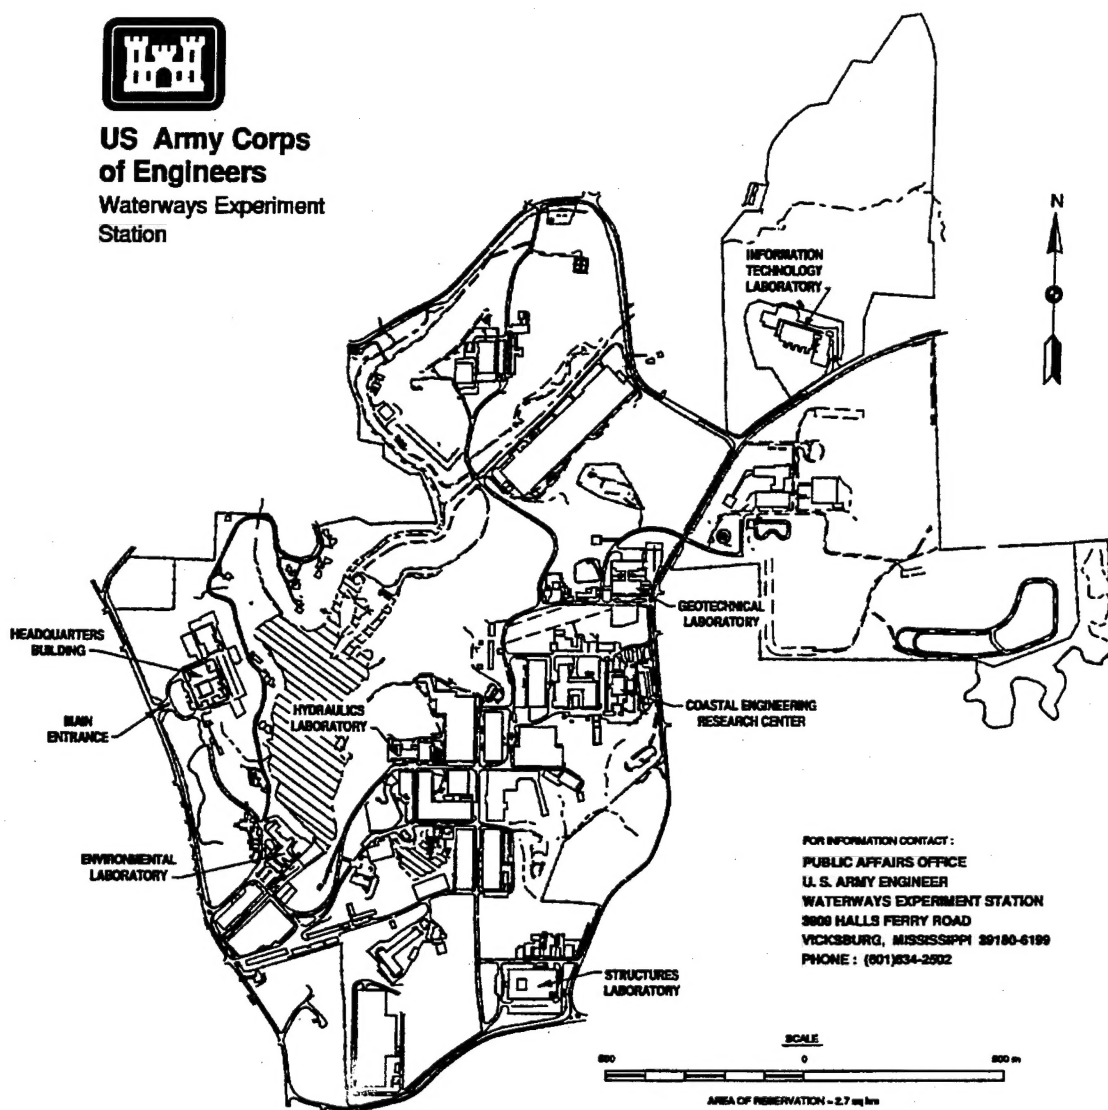 US Army Corps
of Engineers
Waterways Experiment
Station
N
INFORMATION
TECHNOLOGY
LABORATORY
GEOTECHNICAL
LABORATORY
HEADQUARTERS
BUILDING
MAIN
ENTRANCE
HYDRAULICS
LABORATORY
COASTAL ENGINEERING
RESEARCH CENTER
ENVIRONMENTAL
LABORATORY
STRUCTURES
LABORATORY
FOR INFORMATION CONTACT :
PUBLIC AFFAIRS OFFICE
U. S. ARMY ENGINEER
WATERWAYS EXPERIMENT STATION
3909 HALLS FERRY ROAD
VICKSBURG, MISSISSIPPI 39180-6199
PHONE : (601)634-2502
SCALE
500 0 500 m
AREA OF RESERVATION = 2.7 sq km